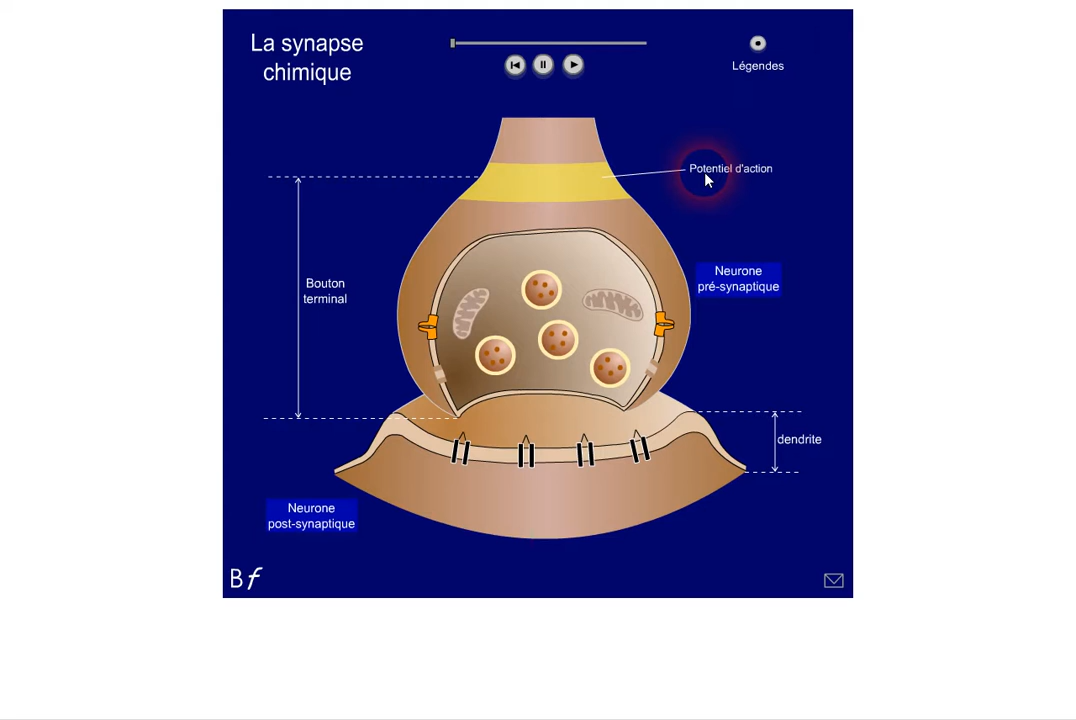 La synapse
chimique
Légendes
Potentiel d'action
Neurone
pré-synaptique
Bouton
terminal
dendrite
Neurone
post-synaptique
Bf